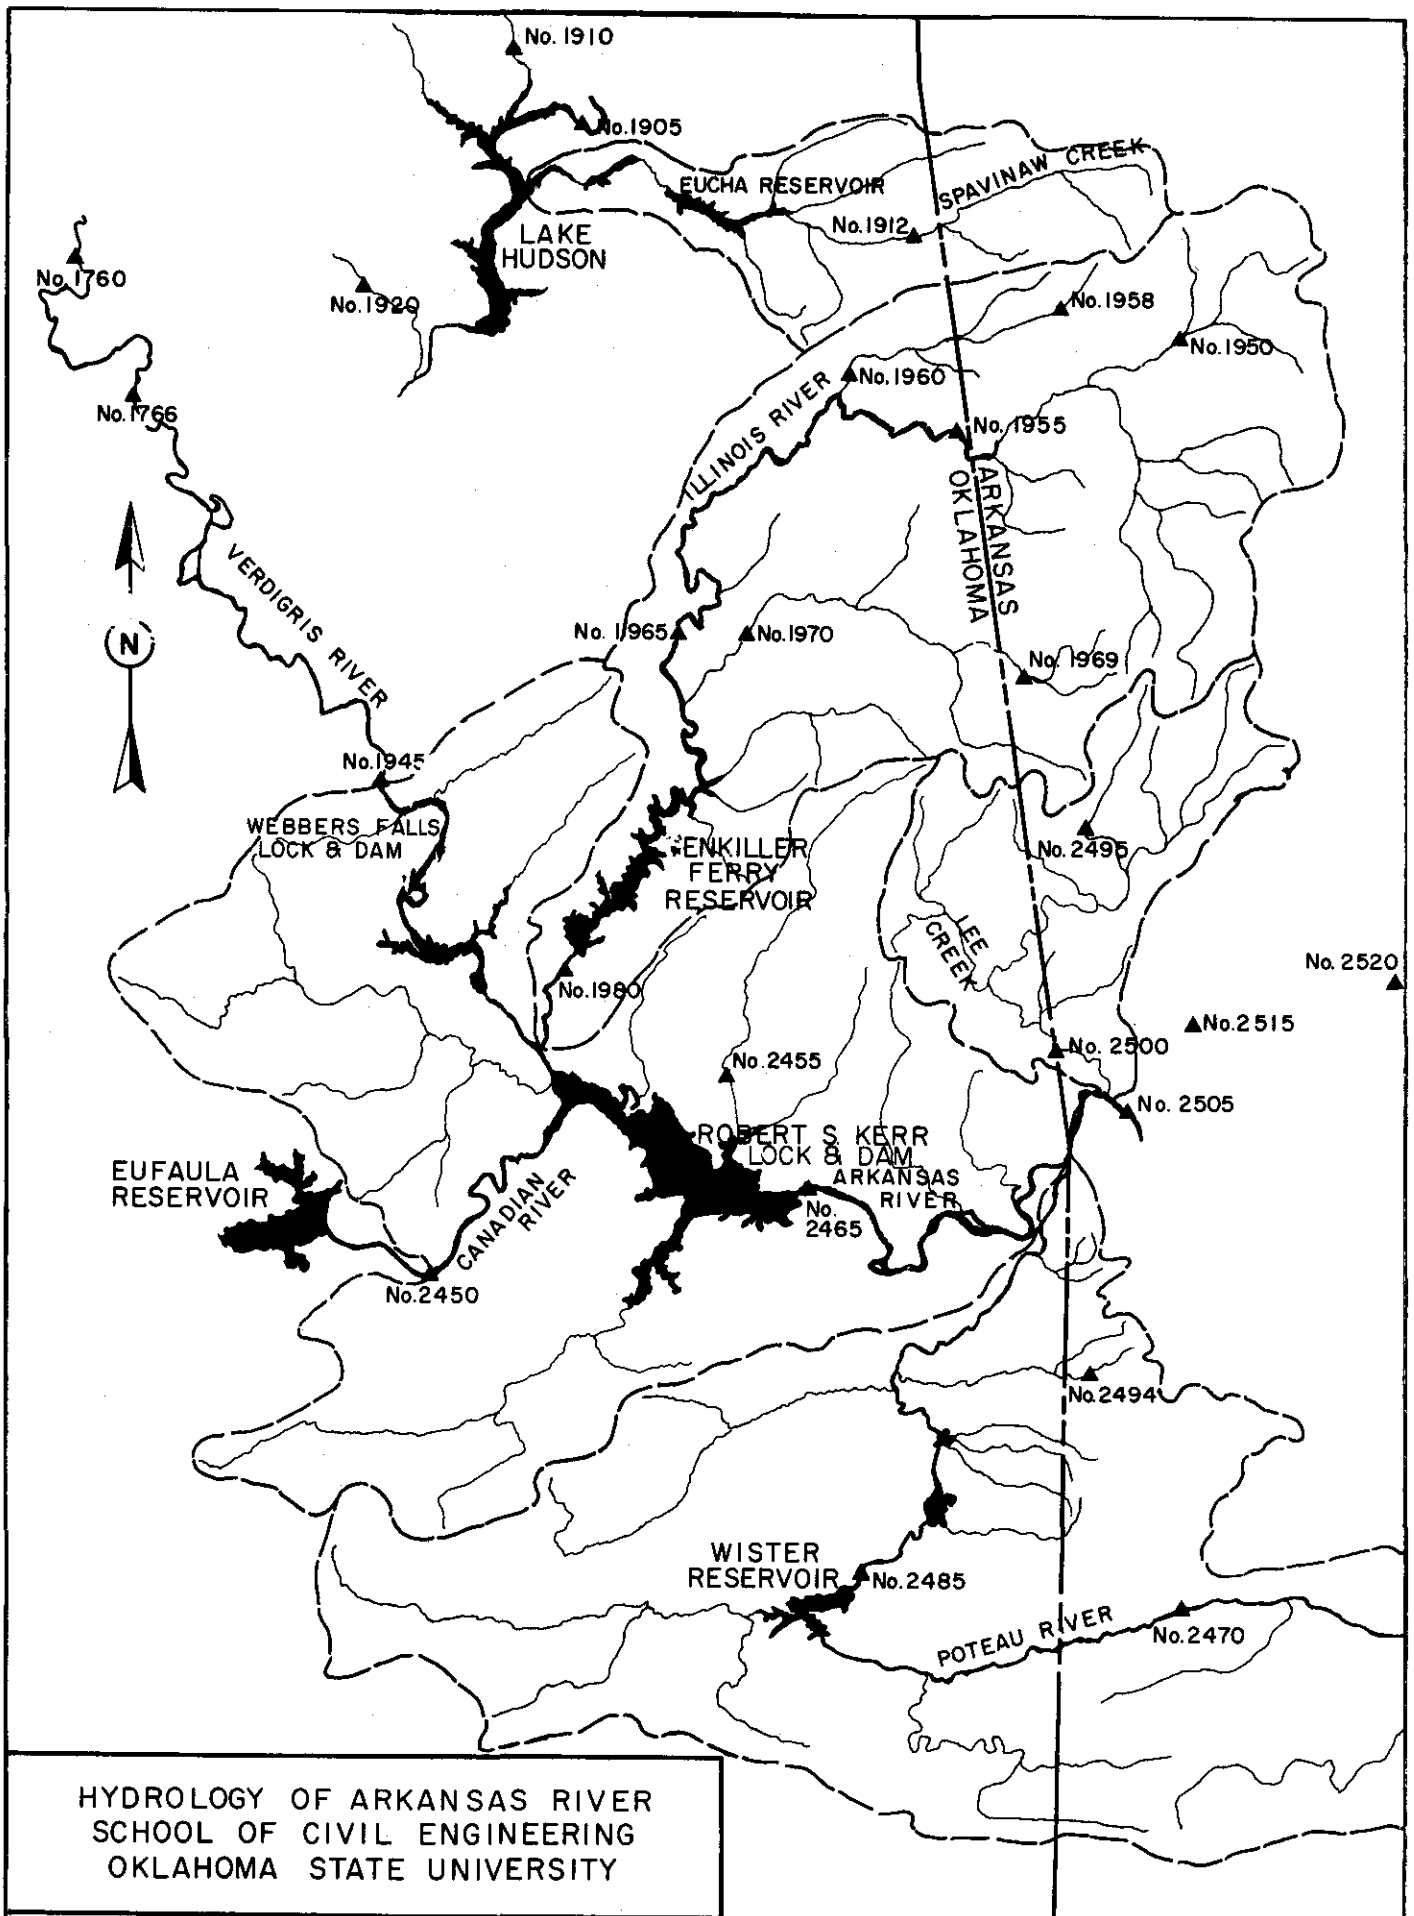 No. 1910
No. 1905
SPAVINAW CREEK
EUCHA RESERVOIR
No. 1912
LAKE
HUDSON
No. 1760
No. 1920
No. 1958
No. 1950
No. 1960
No. 1766
ILLINOIS RIVER
No. 1955
ARKANSAS
OKLAHOMA
VERDIGRIS RIVER
N
No. 1965
No. 1970
No. 1969
No. 1945
WEBBERS FALLS
LOCK & DAM
ENKILLER
FERRY
RESERVOIR
No. 2495
LEE
CREEK
No. 2520
No. 1980
No. 2515
No. 2500
No. 2455
No. 2505
ROBERT S. KERR
LOCK & DAM
ARKANSAS
RIVER
EUFAULA
RESERVOIR
CANADIAN
RIVER
No.
2465
No. 2450
No. 2494
WISTER
RESERVOIR
No. 2485
POTEAU RIVER
No. 2470
HYDROLOGY OF ARKANSAS RIVER
SCHOOL OF CIVIL ENGINEERING
OKLAHOMA STATE UNIVERSITY